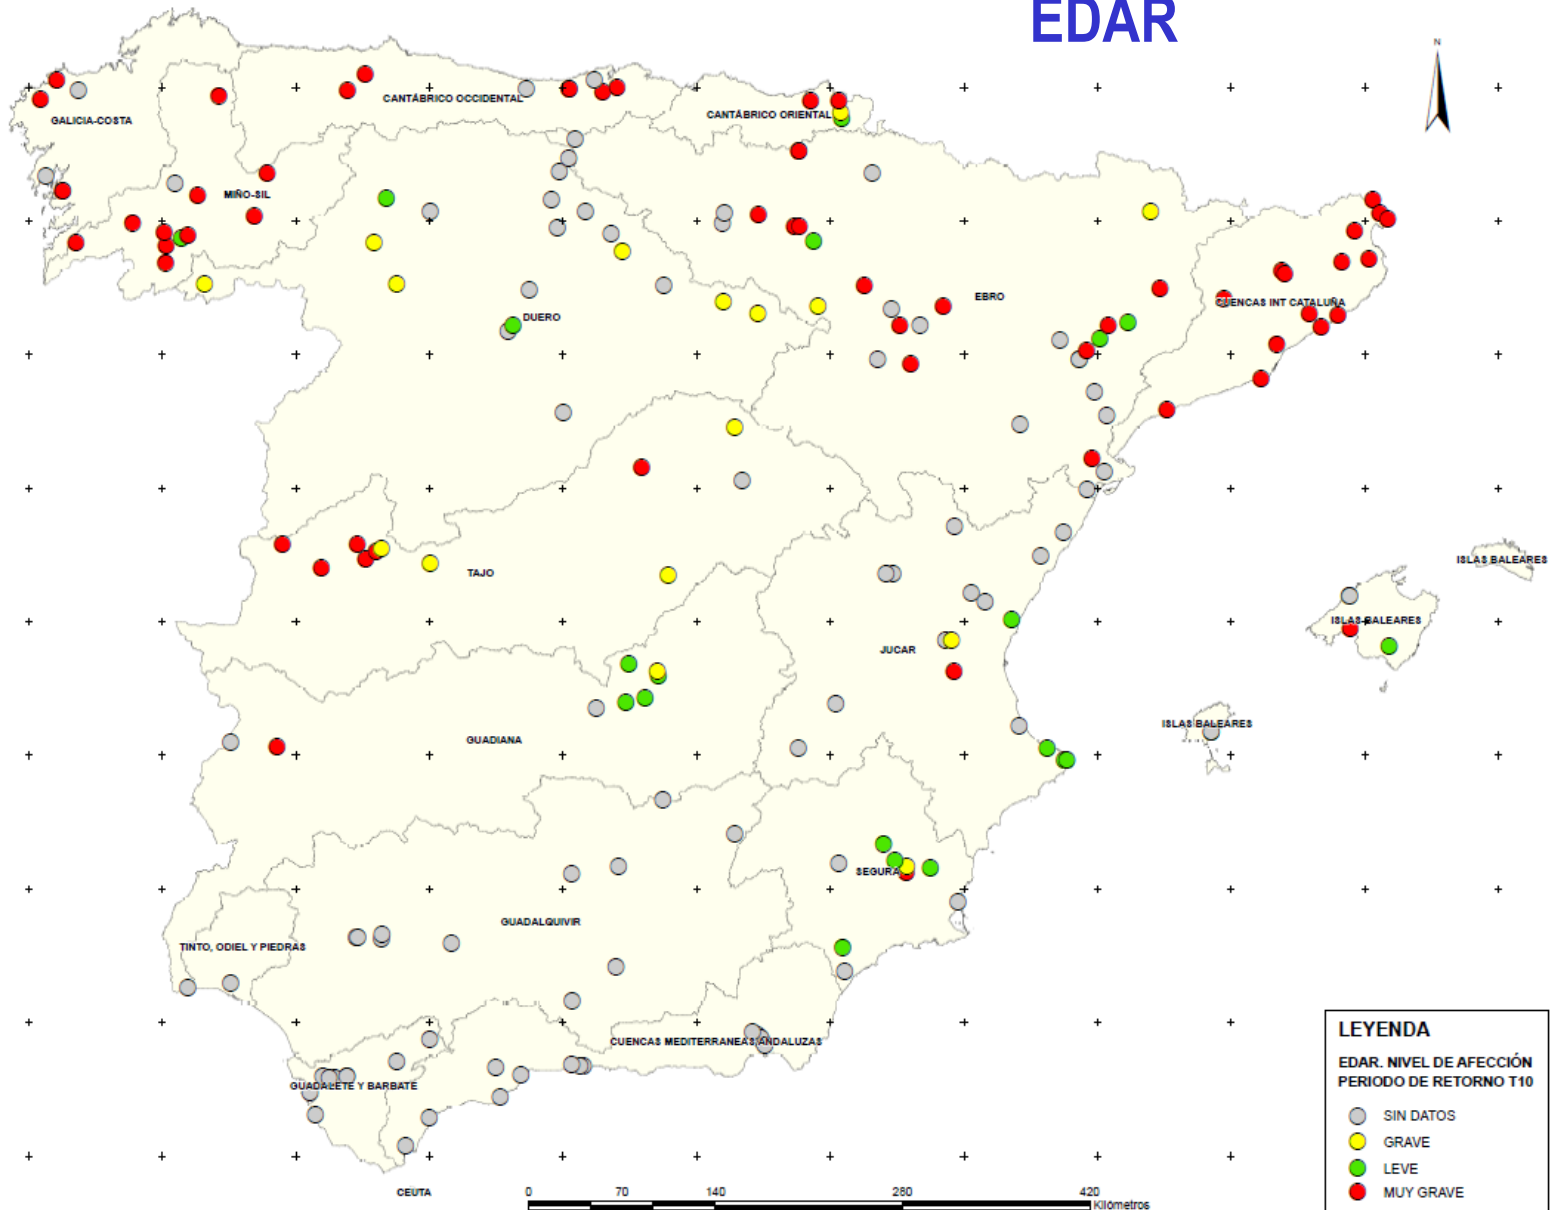 EDAR
N
CANTÁBRICO OCCIDENTAL
CANTÁBRICO ORIENTAL
GALICIA-COSTA
MIÑO-SIL
EBRO
CUENCAS INT CATALUÑA
DUERO
ISLAS BALEARES
TAJO
ISLAS BALEARES
JUCAR
ISLAS BALEARES
GUADIANA
SEGURA
GUADALQUIVIR
TINTO, ODIEL Y PIEDRAS
CUENCAS MEDITERRANEAS ANDALUZAS
GUADALETE Y BARBATE
CEUTA
0 70 140 280 420
Kilómetros
LEYENDA
EDAR. NIVEL DE AFECCIÓN
PERIODO DE RETORNO T10
SIN DATOS
GRAVE
LEVE
MUY GRAVE